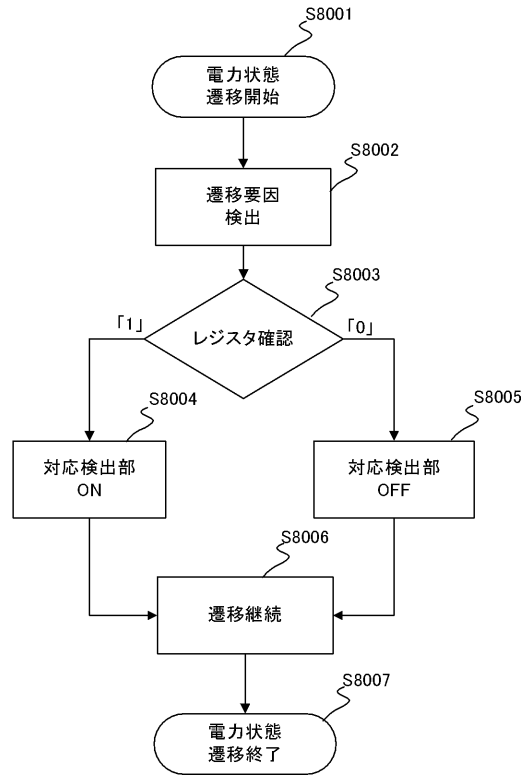 S8001
電力状態
遷移開始
S8002
遷移要因
検出
S8003
レジスタ確認
「1」
「0」
S8004
対応検出部
ON
S8005
対応検出部
OFF
S8006
遷移継続
S8007
電力状態
遷移終了